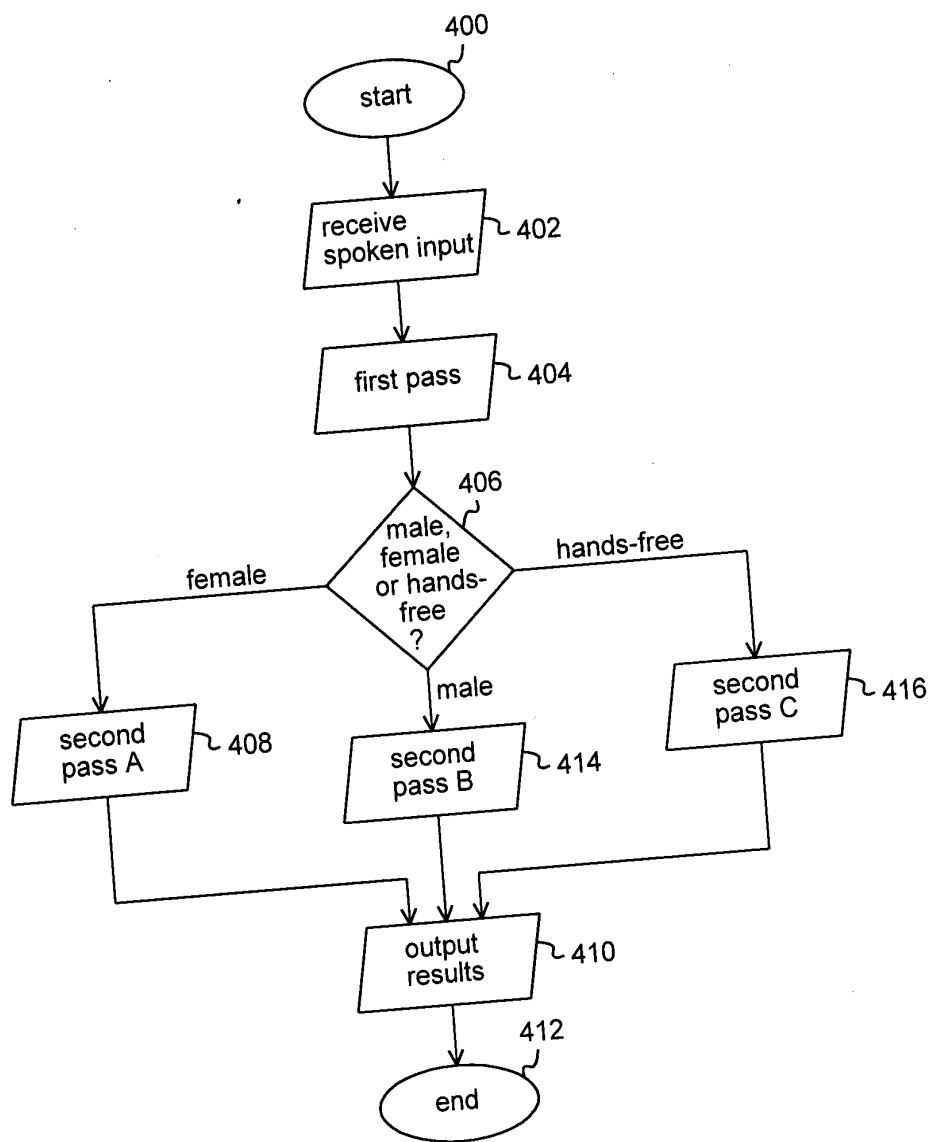 400
start
receive
spoken input
402
first pass
404
406
male,
female
or hands-
free
?
female
hands-free
male
second
pass A
408
second
pass B
414
second
pass C
416
output
results
410
412
end